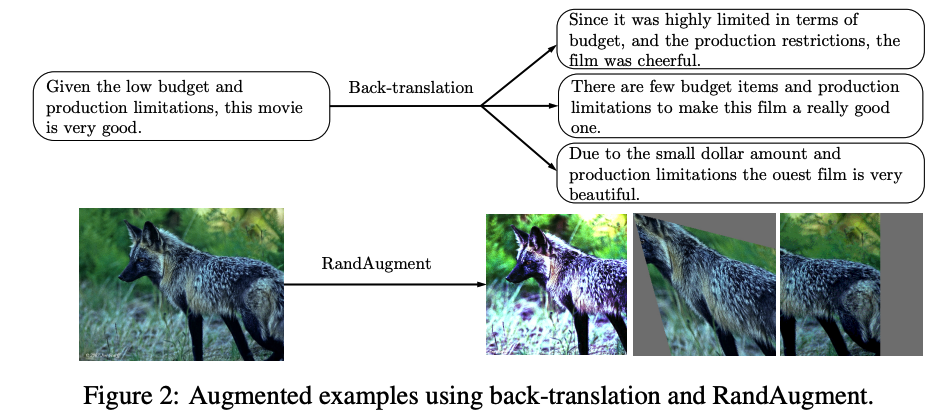 Given the low budget and
production limitations, this movie
is very good.
Back-translation
Since it was highly limited in terms of
budget, and the production restrictions, the
film was cheerful.
There are few budget items and production
limitations to make this film a really good
one.
Due to the small dollar amount and
production limitations the ouest film is very
beautiful.
RandAugment
Figure 2: Augmented examples using back-translation and RandAugment.